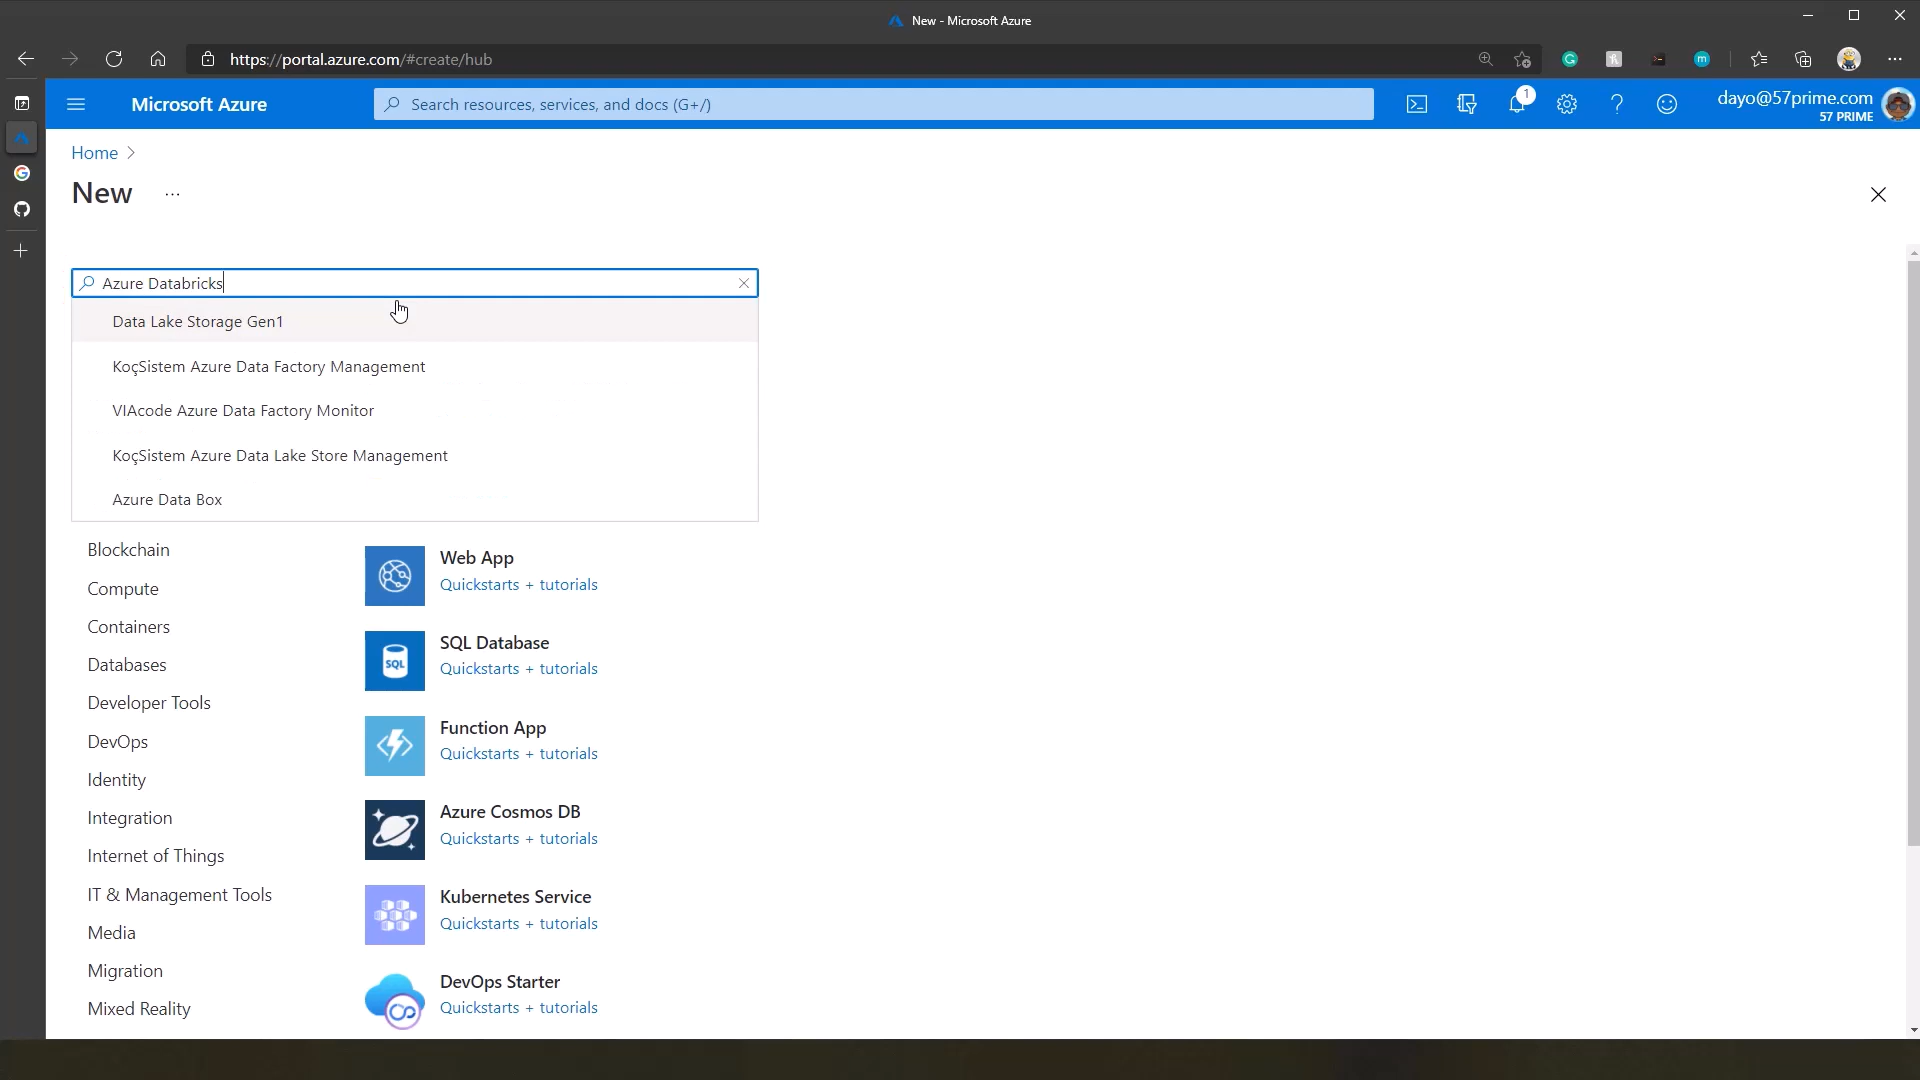 New - Microsoft Azure
https://portal.azure.com/#create/hub
Microsoft Azure
Search resources, services, and docs (G+/)
1
dayo@57prime.com
57 PRIME
Home
New
Azure Databricks
Data Lake Storage Gen1
KoçSistem Azure Data Factory Management
VIAcode Azure Data Factory Monitor
KoçSistem Azure Data Lake Store Management
Azure Data Box
Blockchain
Compute
Containers
Databases
Developer Tools
DevOps
Identity
Integration
Internet of Things
IT & Management Tools
Media
Migration
Mixed Reality
Web App
Quickstarts + tutorials
SQL
SQL Database
Quickstarts + tutorials
Function App
Quickstarts + tutorials
Azure Cosmos DB
Quickstarts + tutorials
Kubernetes Service
Quickstarts + tutorials
DevOps Starter
Quickstarts + tutorials